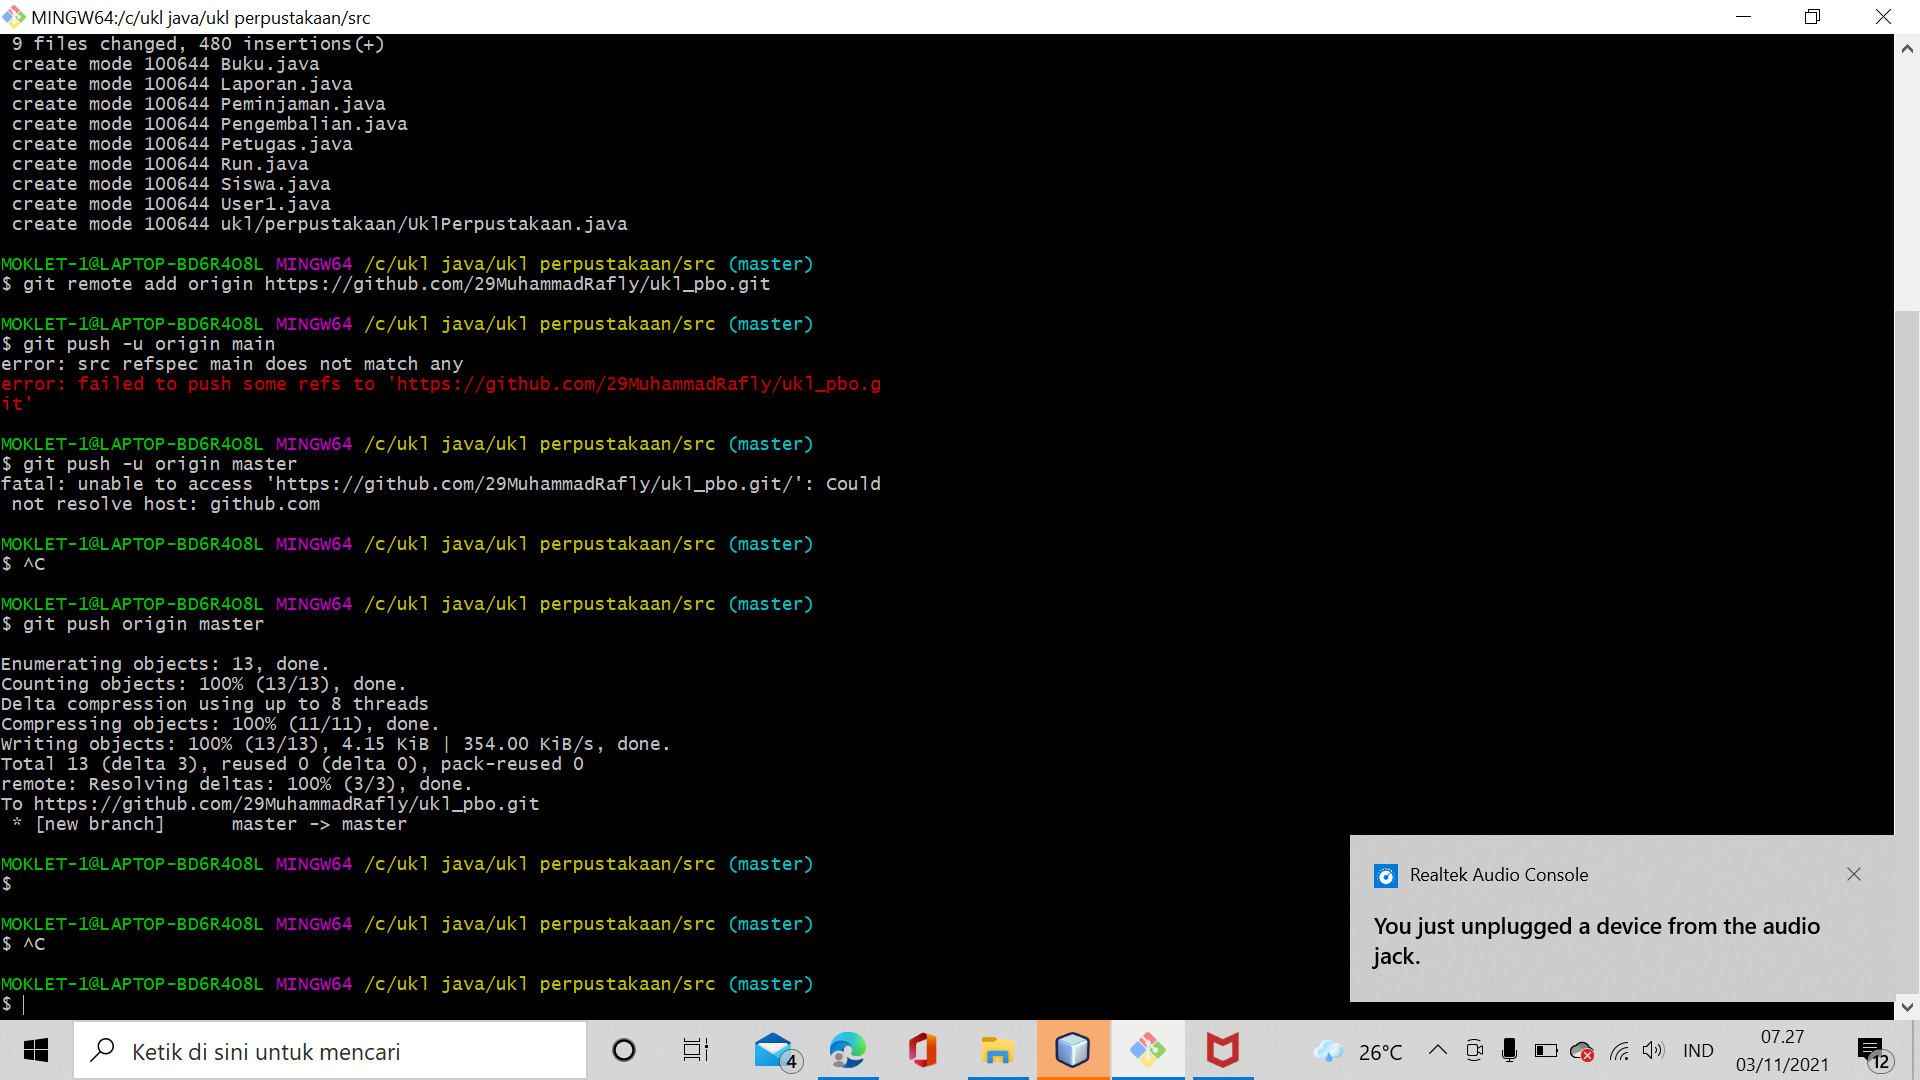 MINGW64:/c/ukl java/ukl perpustakaan/src
9 files changed, 480 insertions(+)
create mode 100644 Buku.java
create mode 100644 Laporan.java
create mode 100644 Peminjaman.java
create mode 100644 Pengembalian.java
create mode 100644 Petugas.java
create mode 100644 Run.java
create mode 100644 Siswa.java
create mode 100644 User1.java
create mode 100644 ukl/perpustakaan/UklPerpustakaan.java
MOKLET-1@LAPTOP-BD6R4O8L MINGW64 /c/ukl java/ukl perpustakaan/src (master)
$ git remote add origin https://github.com/29MuhammadRafly/ukl_pbo.git
MOKLET-1@LAPTOP-BD6R4O8L MINGW64 /c/ukl java/ukl perpustakaan/src (master)
$ git push -u origin main
error: src refspec main does not match any
error: failed to push some refs to 'https://github.com/29MuhammadRafly/ukl_pbo.g
it'
MOKLET-1@LAPTOP-BD6R4O8L MINGW64 /c/ukl java/ukl perpustakaan/src (master)
$ git push -u origin master
fatal: unable to access 'https://github.com/29MuhammadRafly/ukl_pbo.git/': Could
not resolve host: github.com
MOKLET-1@LAPTOP-BD6R4O8L MINGW64 /c/ukl java/ukl perpustakaan/src (master)
$ ^C
MOKLET-1@LAPTOP-BD6R4O8L MINGW64 /c/ukl java/ukl perpustakaan/src (master)
$ git push origin master
Enumerating objects: 13, done.
Counting objects: 100% (13/13), done.
Delta compression using up to 8 threads
Compressing objects: 100% (11/11), done.
Writing objects: 100% (13/13), 4.15 KiB | 354.00 KiB/s, done.
Total 13 (delta 3), reused 0 (delta 0), pack-reused 0
remote: Resolving deltas: 100% (3/3), done.
To https://github.com/29MuhammadRafly/ukl_pbo.git
* [new branch]      master -> master
MOKLET-1@LAPTOP-BD6R4O8L MINGW64 /c/ukl java/ukl perpustakaan/src (master)
$
MOKLET-1@LAPTOP-BD6R4O8L MINGW64 /c/ukl java/ukl perpustakaan/src (master)
$ ^C
MOKLET-1@LAPTOP-BD6R4O8L MINGW64 /c/ukl java/ukl perpustakaan/src (master)
$
Realtek Audio Console
You just unplugged a device from the audio
jack.
Ketik di sini untuk mencari
4
26°C
IND
07.27
03/11/2021
12